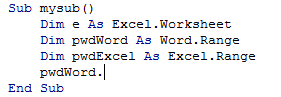 Sub mysub()
Dim e As Excel.Worksheet
Dim pwdWord As Word.Range
Dim pwdExcel As Excel.Range
pwdWord.
End Sub